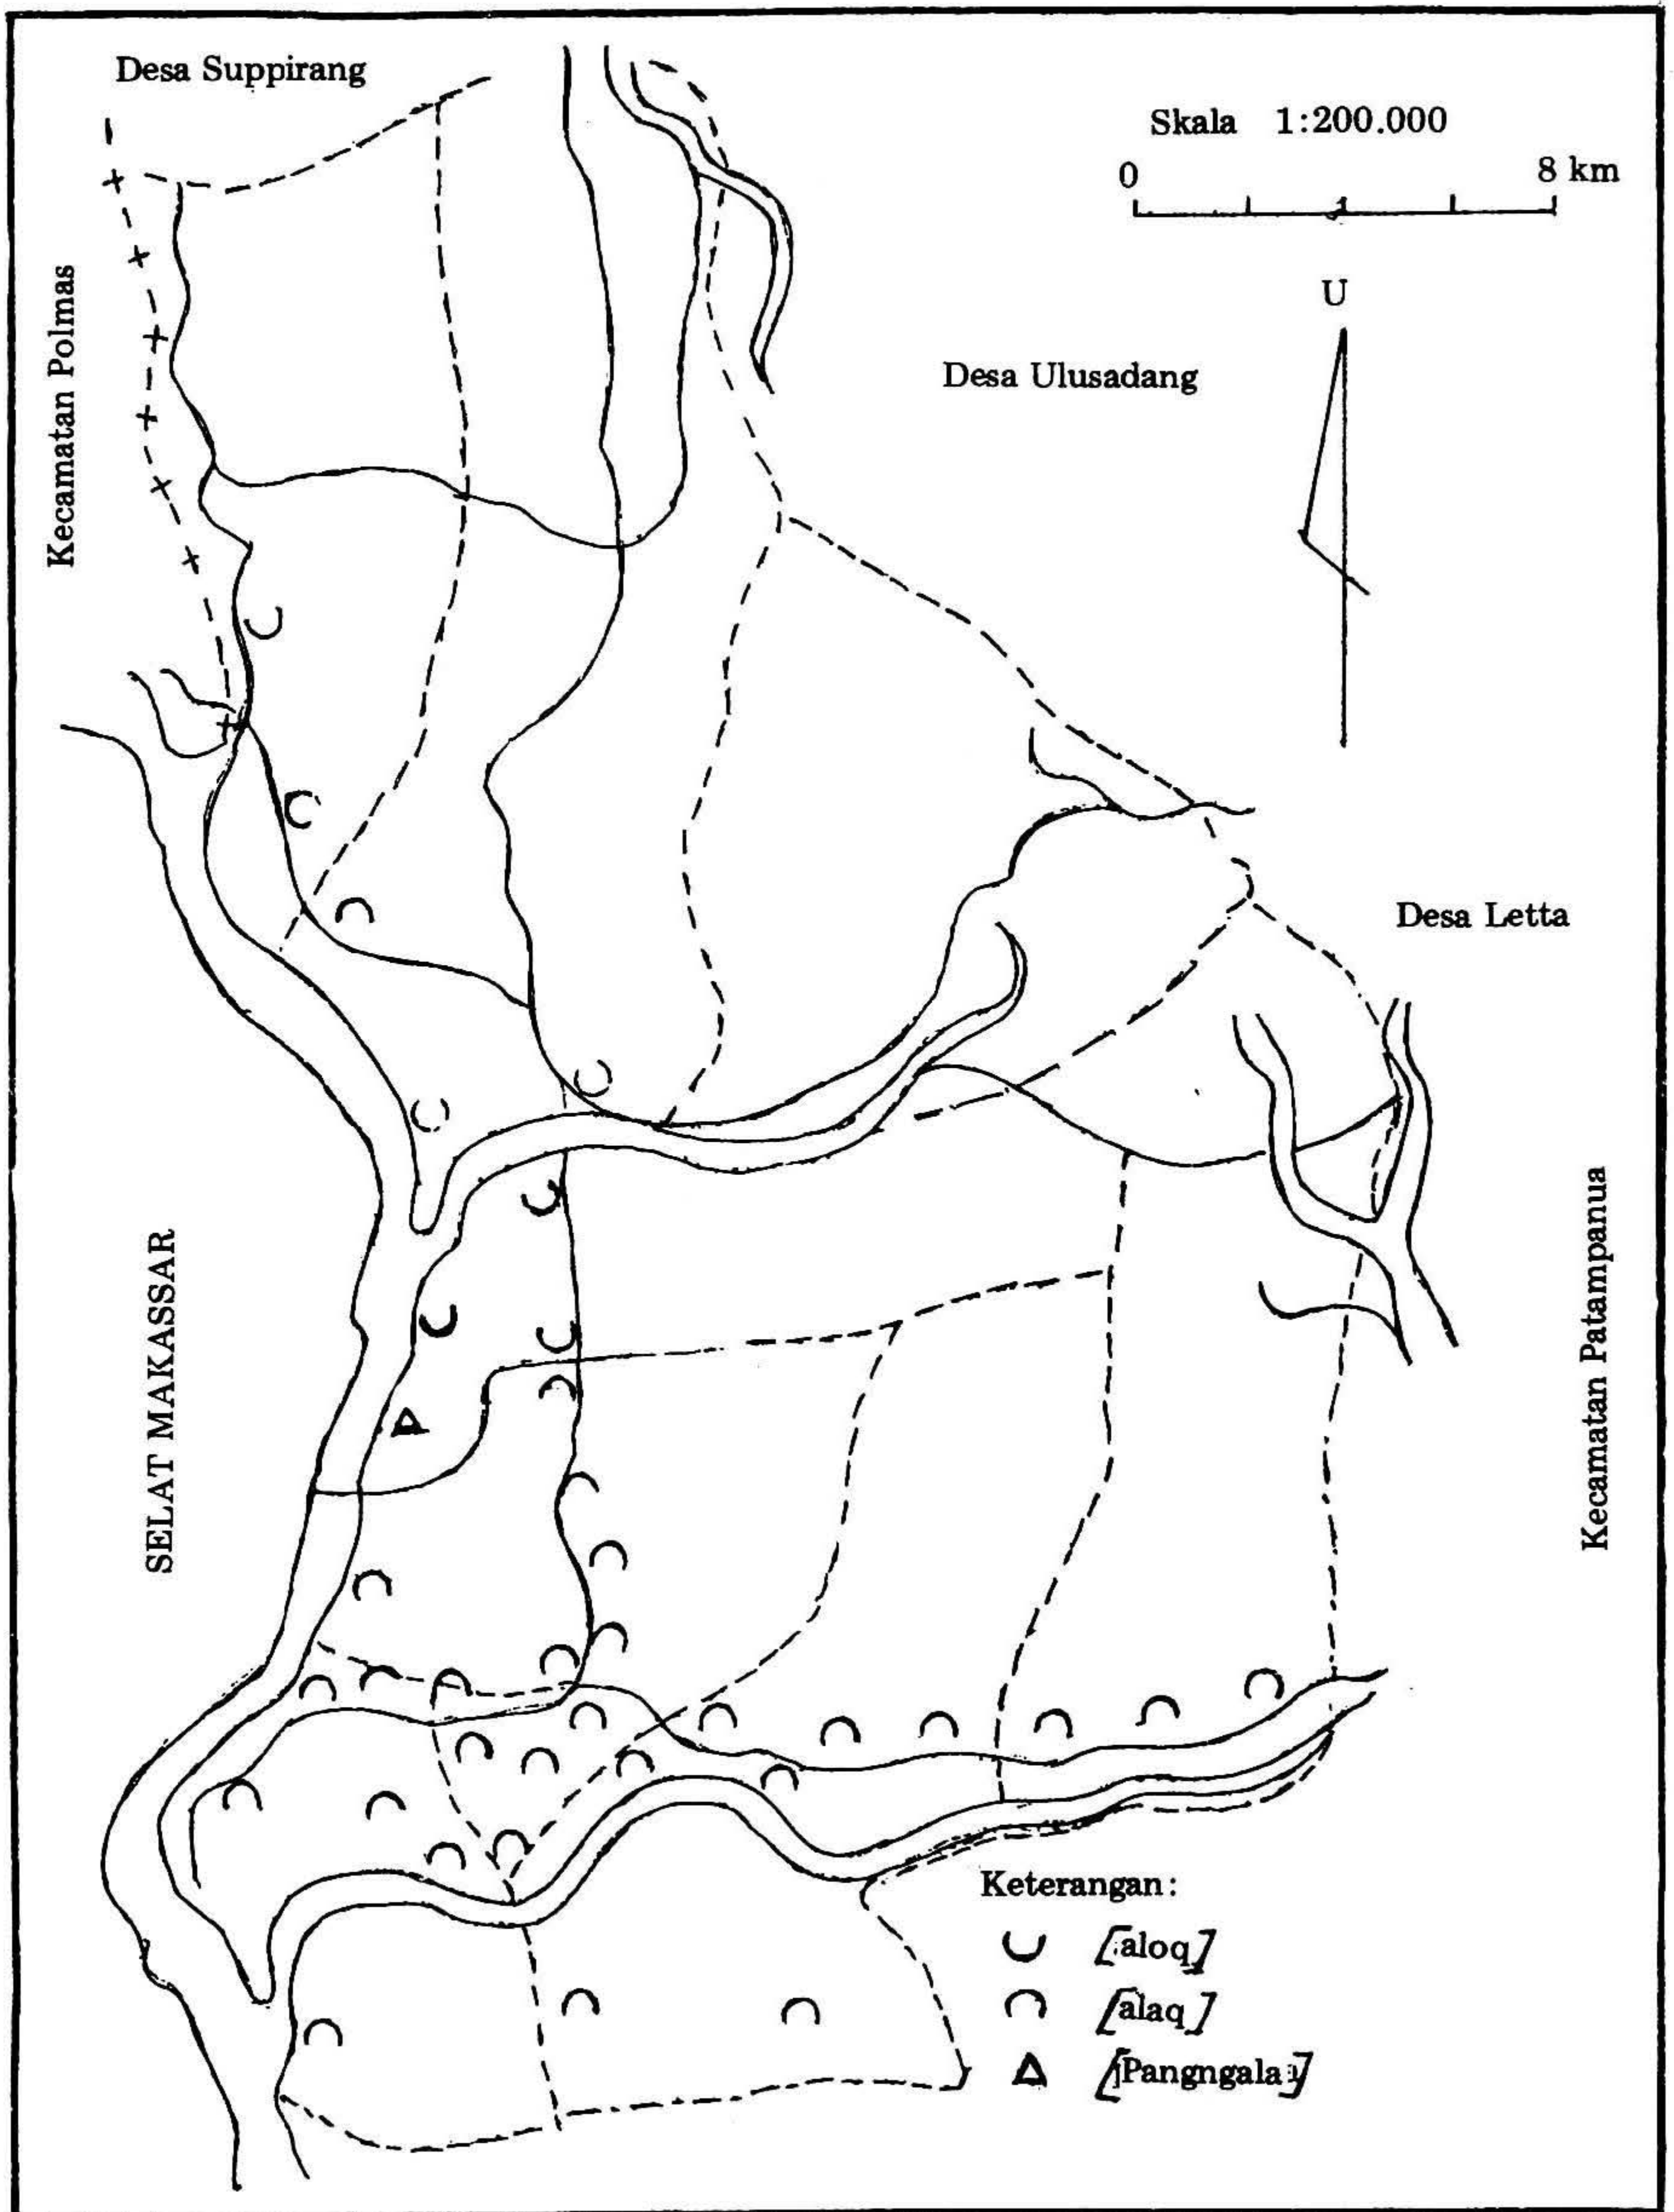 Desa Suppirang
Skala 1:200.000
0 8 km
U
Kecamatan Polmas
Desa Ulusadang
Desa Letta
SELAT MAKASSAR
Kecamatan Patampanua
Keterangan:
[aloq]
[alaq]
[Pangngala]